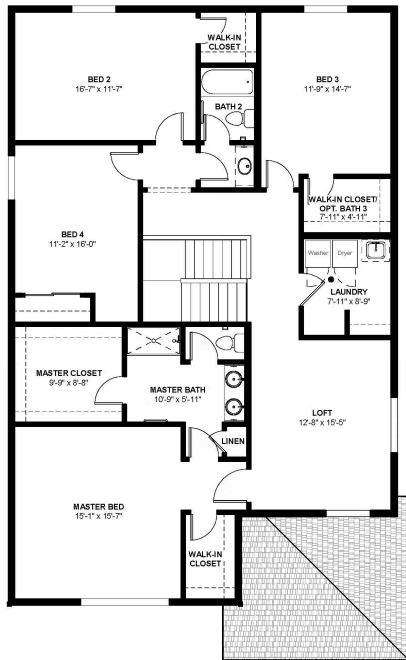 WALK-IN
CLOSET
BED 2
16'-7" x 11'-7"
BED 3
11'-9" x 14'-7"
BATH 2
WALK-IN CLOSET/
OPT. BATH 3
7'-11" x 4'-11"
BED 4
11'-2" x 16'-0"
Washer
Dryer
LAUNDRY
7'-11" x 8'-9"
MASTER CLOSET
9'-9" x 8'-8"
MASTER BATH
10'-9" x 5'-11"
LOFT
12'-8" x 15'-5"
LINEN
MASTER BED
15'-1" x 15'-7"
WALK-IN
CLOSET